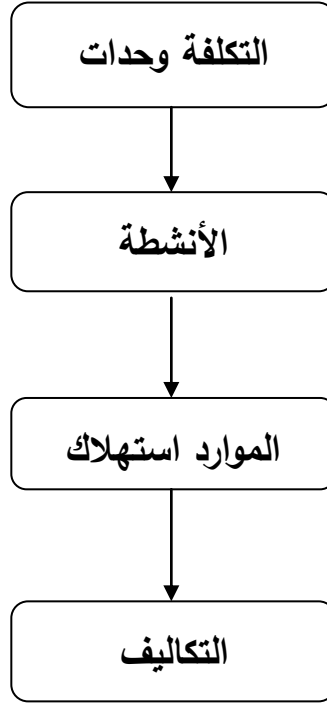 التكلفة وحدات
الأنشطة
الموارد استهلاك
التكاليف